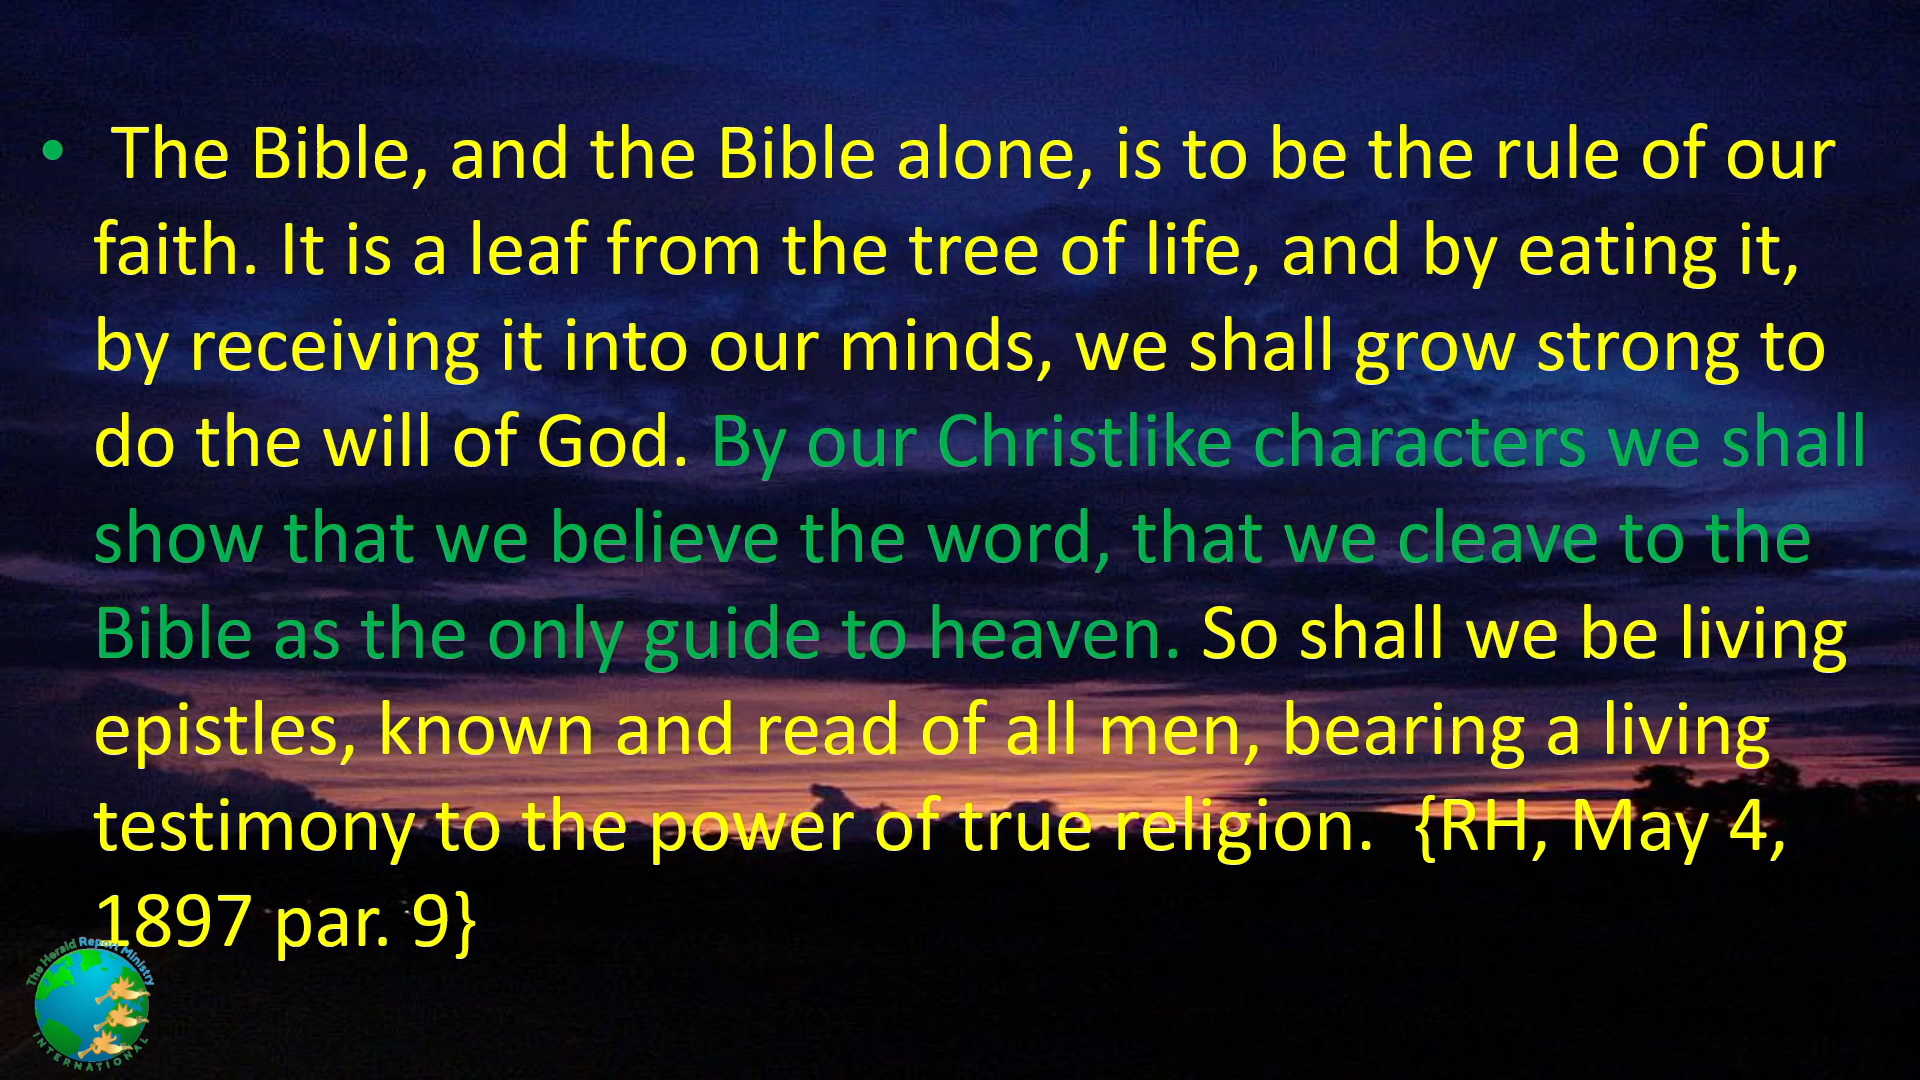 • The Bible, and the Bible alone, is to be the rule of our
faith. It is a leaf from the tree of life, and by eating it,
by receiving it into our minds, we shall grow strong to
do the will of God. By our Christlike characters we shall
show that we believe the word, that we cleave to the
Bible as the only guide to heaven. So shall we be living
epistles, known and read of all men, bearing a living
testimony to the power of true religion.  {RH, May 4,
1897 par. 9}
The Herald Report Ministry
INTERNATIONAL